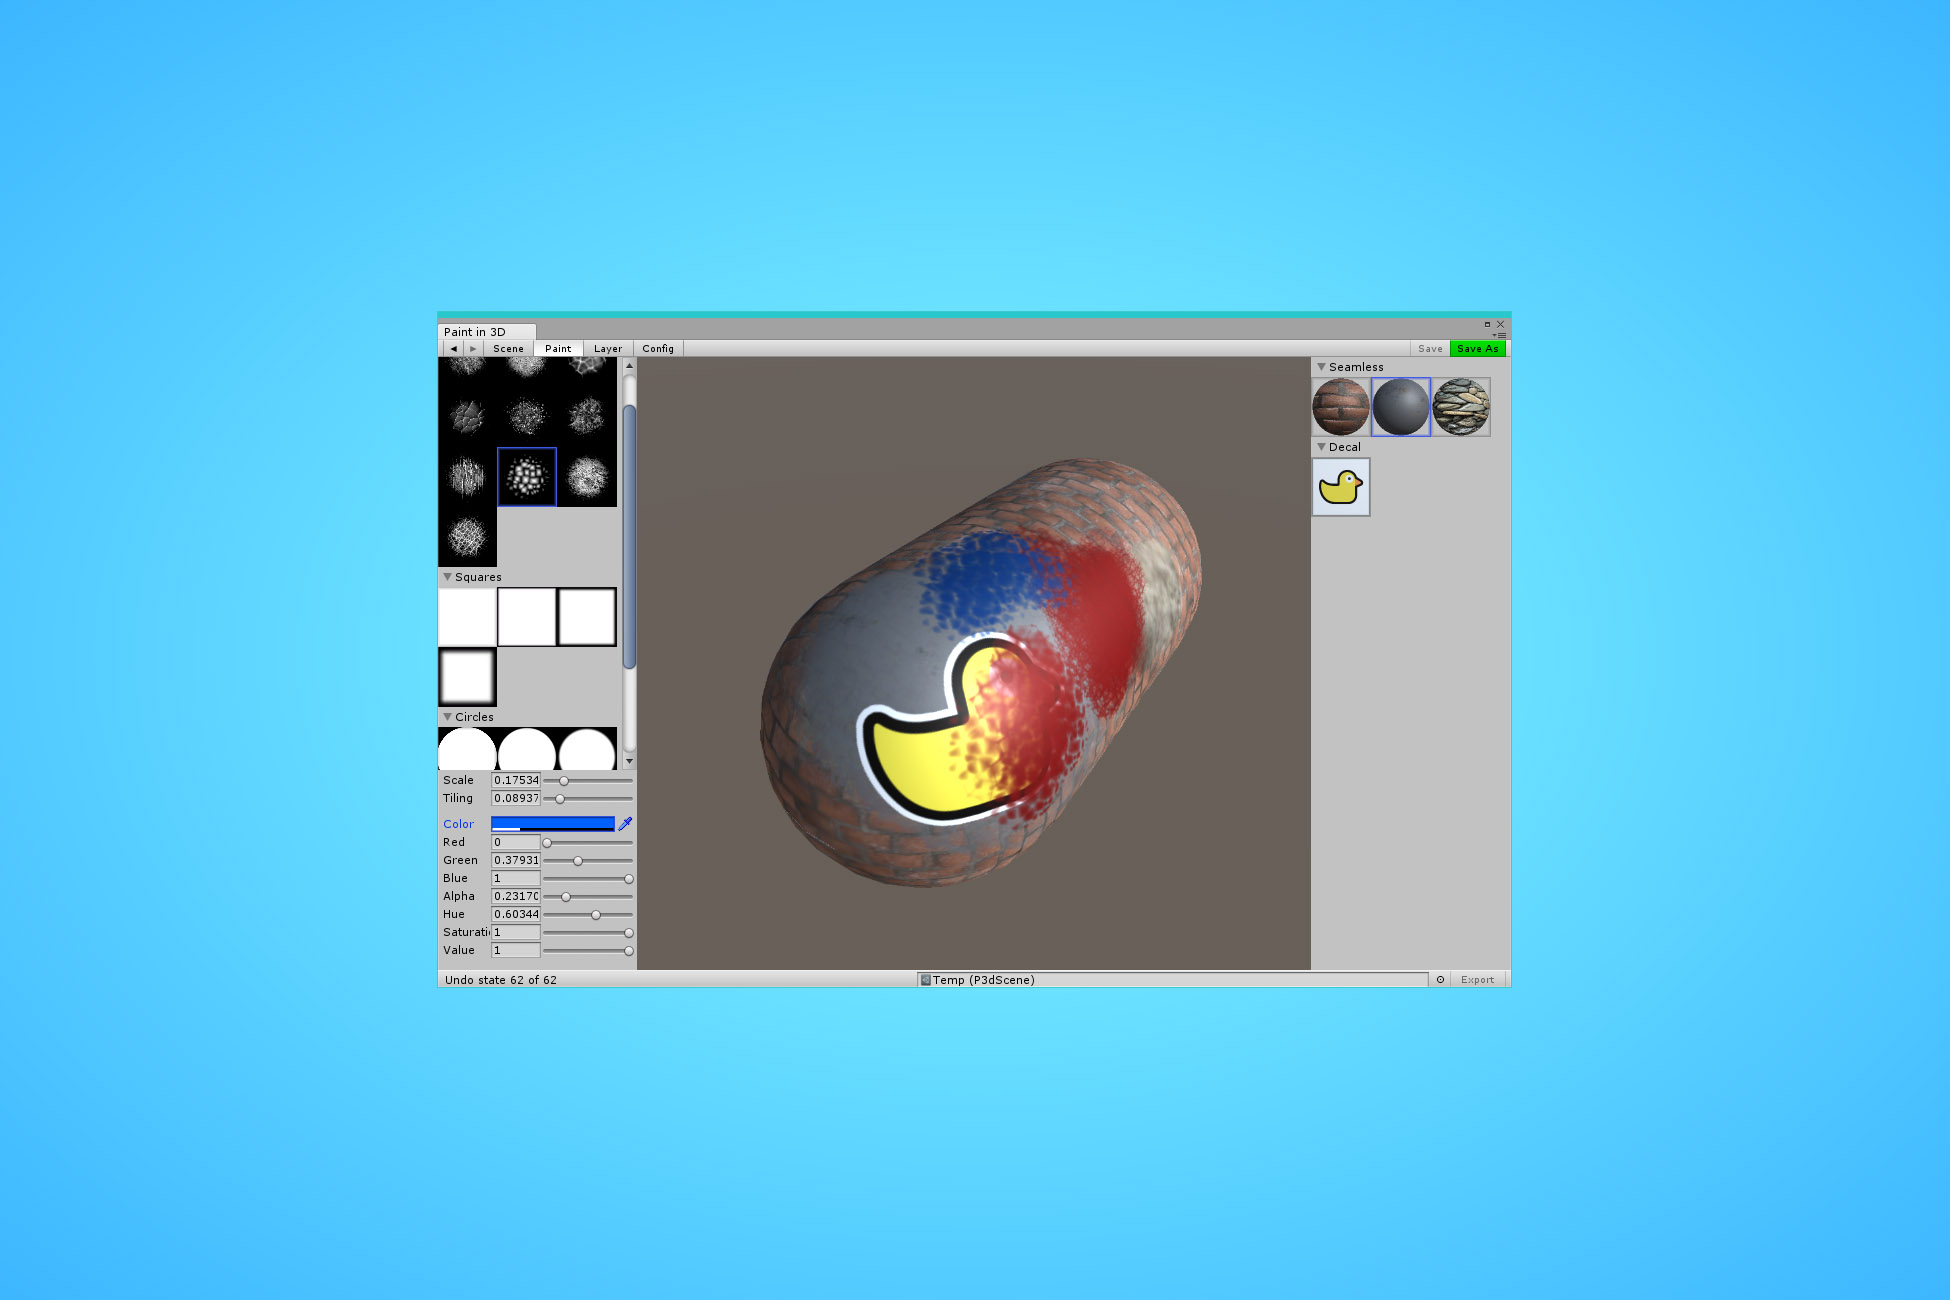 Paint in 3D
Scene Paint Layer Config Save Save As
Seamless
Decal
Squares
Circles
Scale 0.17534
Tiling 0.08937
Color
Red 0
Green 0.37931
Blue 1
Alpha 0.23170
Hue 0.60344
Saturati 1
Value 1
Undo state 62 of 62 Temp (P3dScene) Export